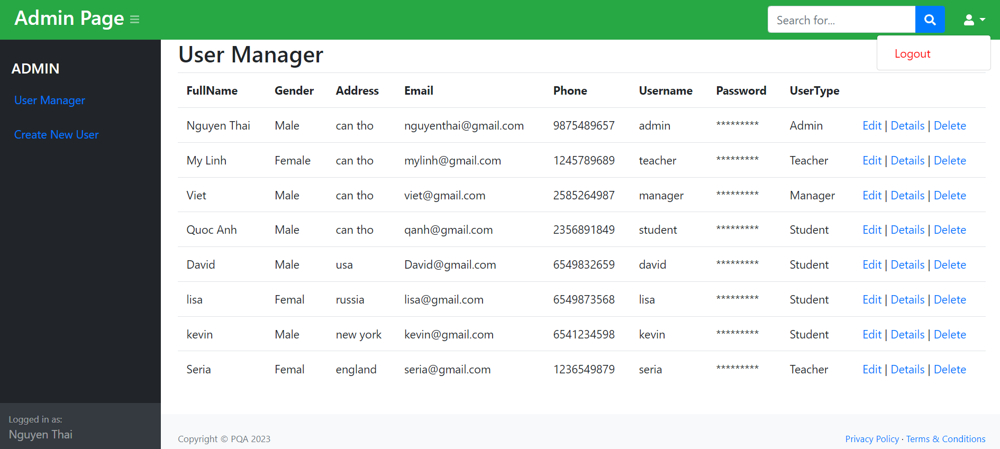 Admin Page
Search for...
Logout
ADMIN
User Manager
Create New User
Logged in as:
Nguyen Thai
User Manager
FullName Gender Address Email Phone Username Password UserType
Nguyen Thai Male can tho nguyenthai@gmail.com 9875489657 admin ********* Admin Edit | Details | Delete
My Linh Female can tho mylinh@gmail.com 1245789689 teacher ********* Teacher Edit | Details | Delete
Viet Male can tho viet@gmail.com 2585264987 manager ********* Manager Edit | Details | Delete
Quoc Anh Male can tho qanh@gmail.com 2356891849 student ********* Student Edit | Details | Delete
David Male usa David@gmail.com 6549832659 david ********* Student Edit | Details | Delete
lisa Femal russia lisa@gmail.com 6549873568 lisa ********* Student Edit | Details | Delete
kevin Male new york kevin@gmail.com 6541234598 kevin ********* Student Edit | Details | Delete
Seria Femal england seria@gmail.com 1236549879 seria ********* Teacher Edit | Details | Delete
Copyright © PQA 2023
Privacy Policy · Terms & Conditions